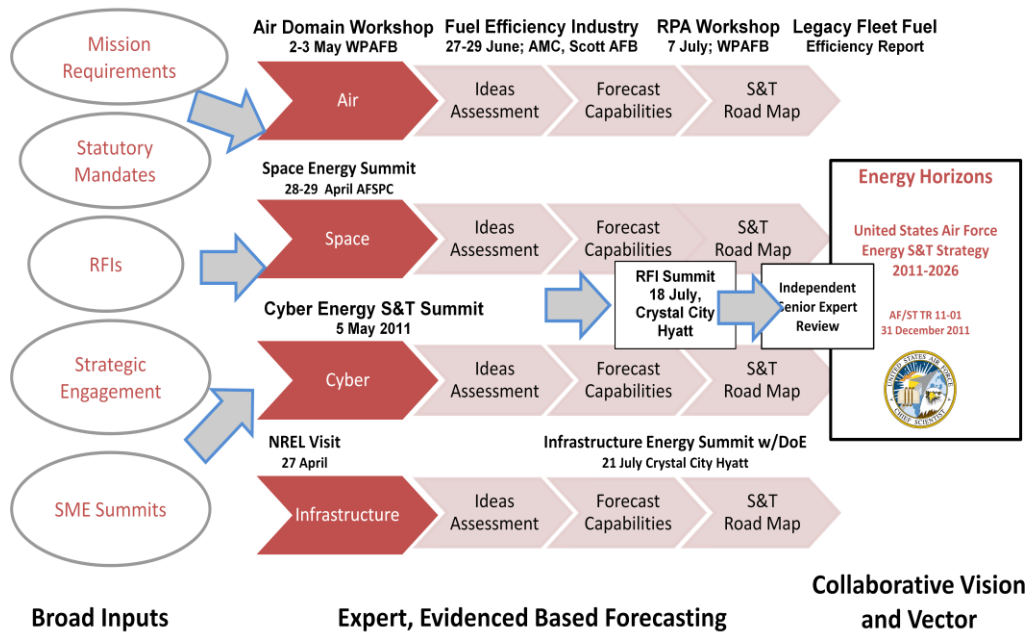 Mission
Requirements
Statutory
Mandates
RFIs
Strategic
Engagement
SME Summits
Broad Inputs
Air Domain Workshop
2-3 May WPAFB
Fuel Efficiency Industry
27-29 June; AMC, Scott AFB
RPA Workshop
7 July; WPAFB
Legacy Fleet Fuel
Efficiency Report
Air
Ideas
Assessment
Forecast
Capabilities
S&T
Road Map
Space Energy Summit
28-29 April AFSPC
Space
Ideas
Assessment
Forecast
Capabilities
S&T
Road Map
RFI Summit
18 July,
Crystal City
Hyatt
Independent
Senior Expert
Review
Cyber Energy S&T Summit
5 May 2011
Cyber
Ideas
Assessment
Forecast
Capabilities
S&T
Road Map
NREL Visit
27 April
Infrastructure Energy Summit w/DoE
21 July Crystal City Hyatt
Infrastructure
Ideas
Assessment
Forecast
Capabilities
S&T
Road Map
Expert, Evidenced Based Forecasting
Energy Horizons
United States Air Force
Energy S&T Strategy
2011-2026
AF/ST TR 11-01
31 December 2011
UNITED STATES AIR FORCE
CHIEF SCIENTIST
Collaborative Vision
and Vector